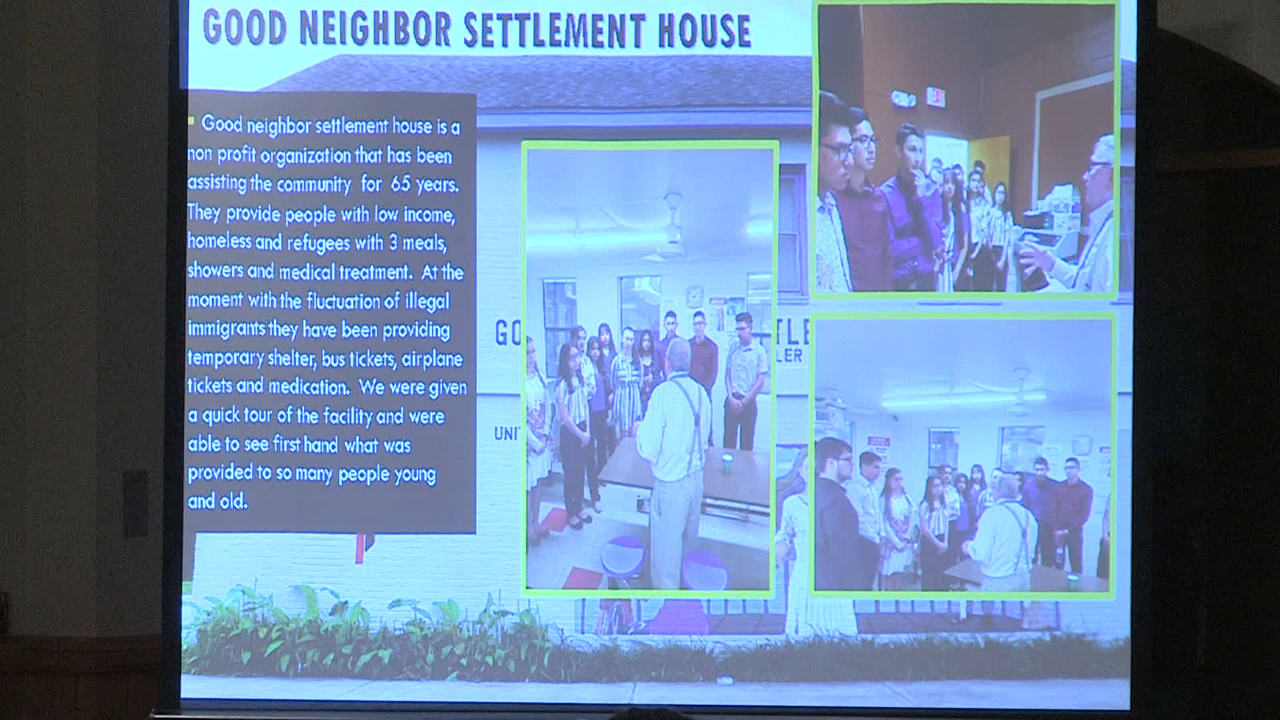 GOOD NEIGHBOR SETTLEMENT HOUSE
Good neighbor settlement house is a
non profit organization that has been
assisting the community for 65 years.
They provide people with low income,
homeless and refugees with 3 meals,
showers and medical treatment. At the
moment with the fluctuation of illegal
immigrants they have been providing
temporary shelter, bus tickets, airplane
tickets and medication. We were given
a quick tour of the facility and were
able to see first hand what was
provided to so many people young
and old.
GO
TLE
LER
UNI